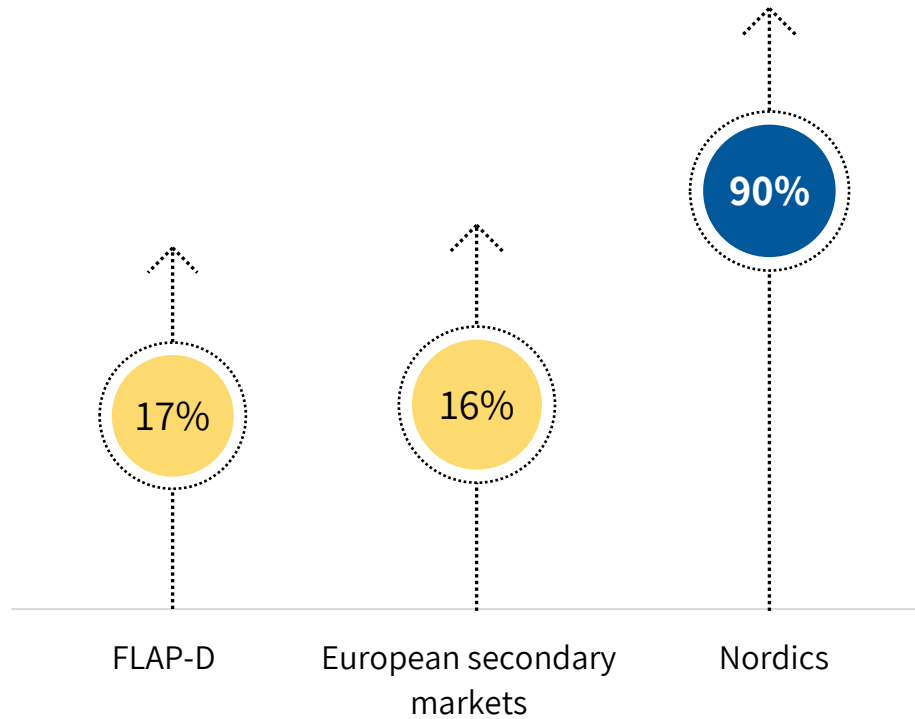 90%
17%
16%
FLAP-D
European secondary
markets
Nordics